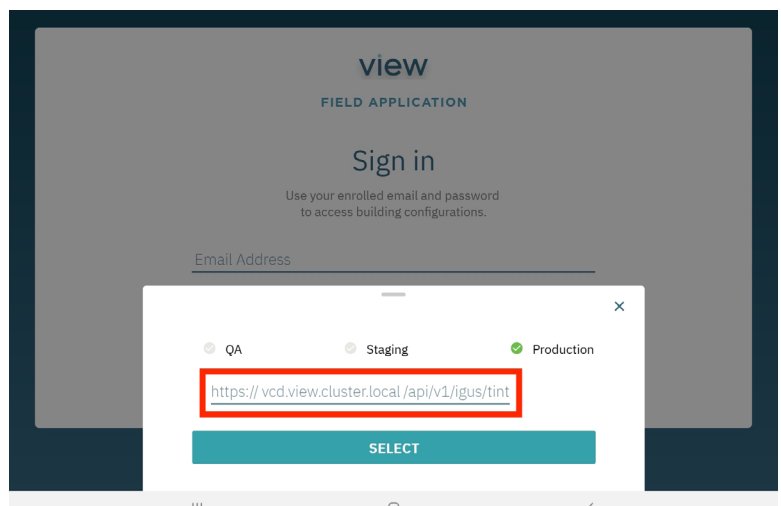 view
FIELD APPLICATION
Sign in
Use your enrolled email and password
to access building configurations.
Email Address
QA Staging Production
https:// vcd.view.cluster.local /api/v1/igus/tint
SELECT